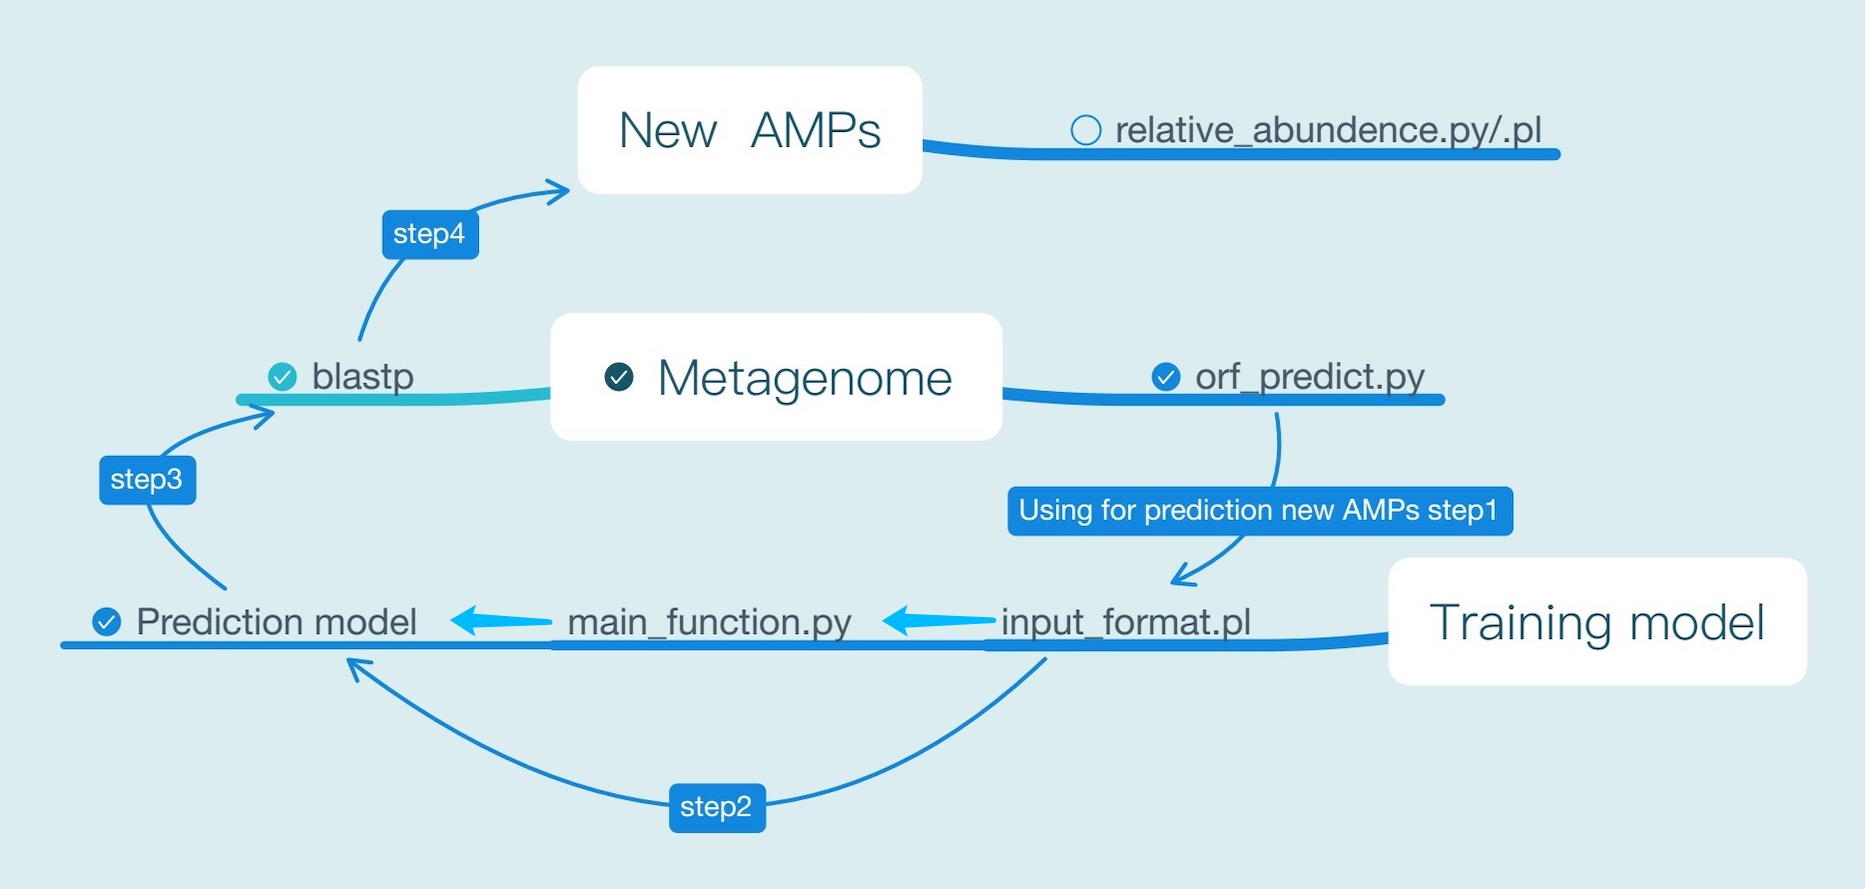 New AMPs
relative_abundence.py/.pl
step4
blastp
Metagenome
orf_predict.py
step3
Using for prediction new AMPs step1
Prediction model
main_function.py
input_format.pl
Training model
step2